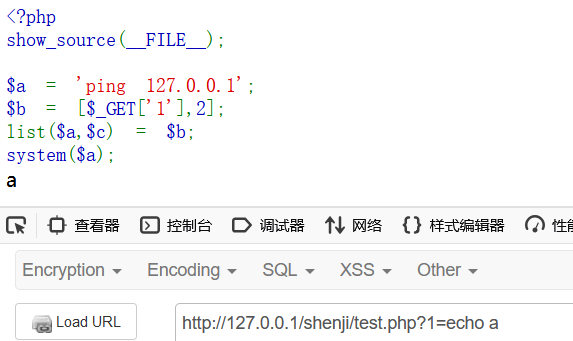 <?php
show_source(__FILE__);
$a = 'ping 127.0.0.1';
$b = [$_GET['1'],2];
list($a,$c) = $b;
system($a);
a
查看器 控制台 调试器 网络 样式编辑器 性能
Encryption Encoding SQL XSS Other
Load URL http://127.0.0.1/shenji/test.php?1=echo a